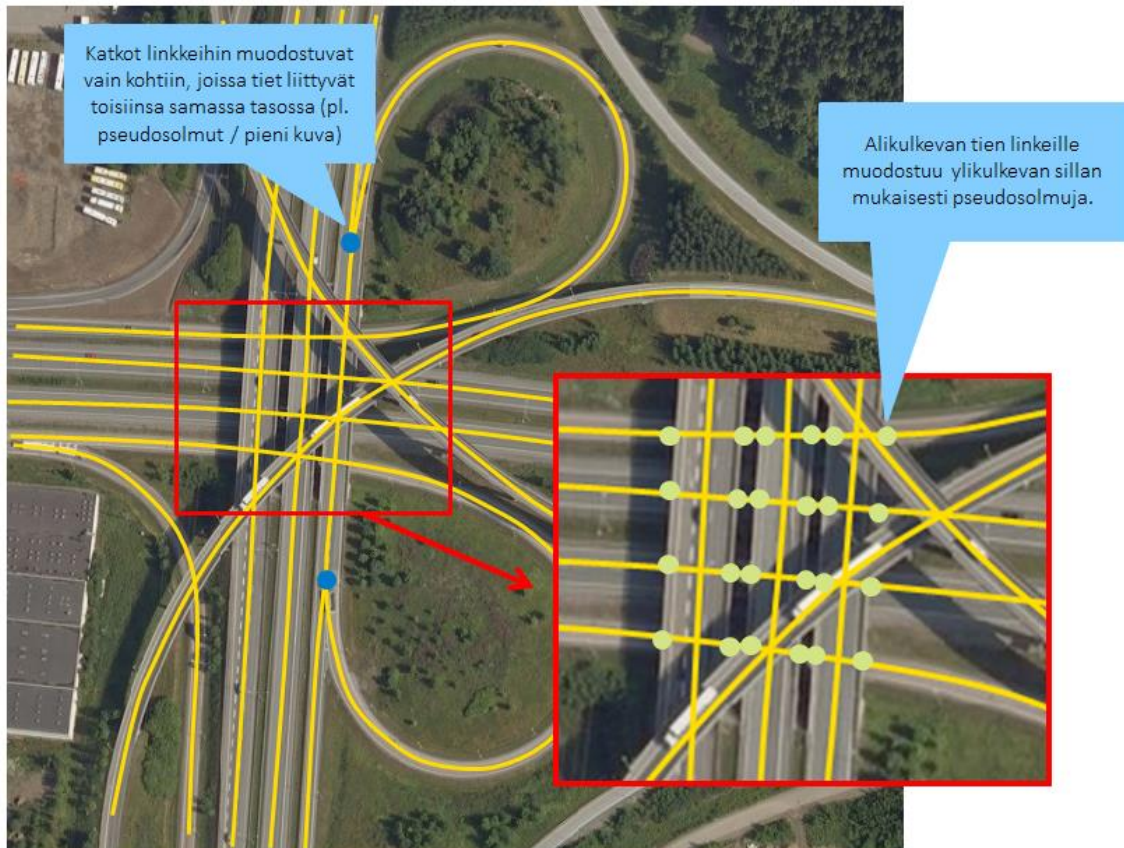 Katkot linkkeihin muodostuvat
vain kohtiin, joissa tiet liittyvät
toisiinsa samassa tasossa (pl.
pseudosolmut / pieni kuva)
Alikulkevan tien linkeille
muodostuu ylikulkevan sillan
mukaisesti pseudosolmuja.